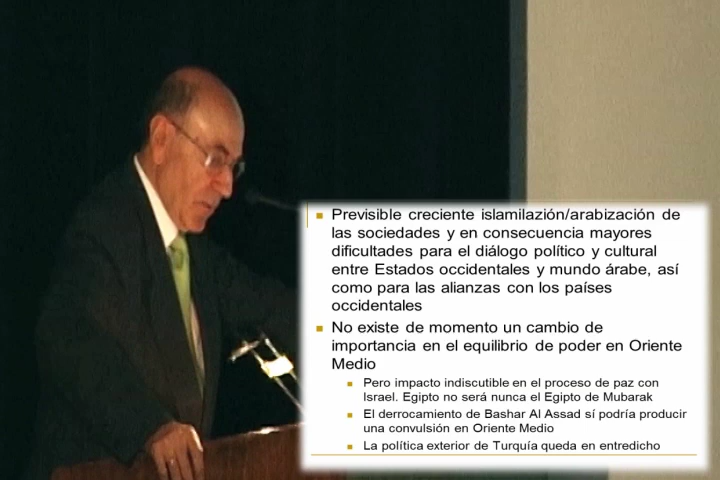 Previsible creciente islamilazión/arabización de
las sociedades y en consecuencia mayores
dificultades para el diálogo político y cultural
entre Estados occidentales y mundo árabe, así
como para las alianzas con los países
occidentales
No existe de momento un cambio de
importancia en el equilibrio de poder en Oriente
Medio
Pero impacto indiscutible en el proceso de paz con
Israel. Egipto no será nunca el Egipto de Mubarak
El derrocamiento de Bashar Al Assad sí podría producir
una convulsión en Oriente Medio
La política exterior de Turquía queda en entredicho